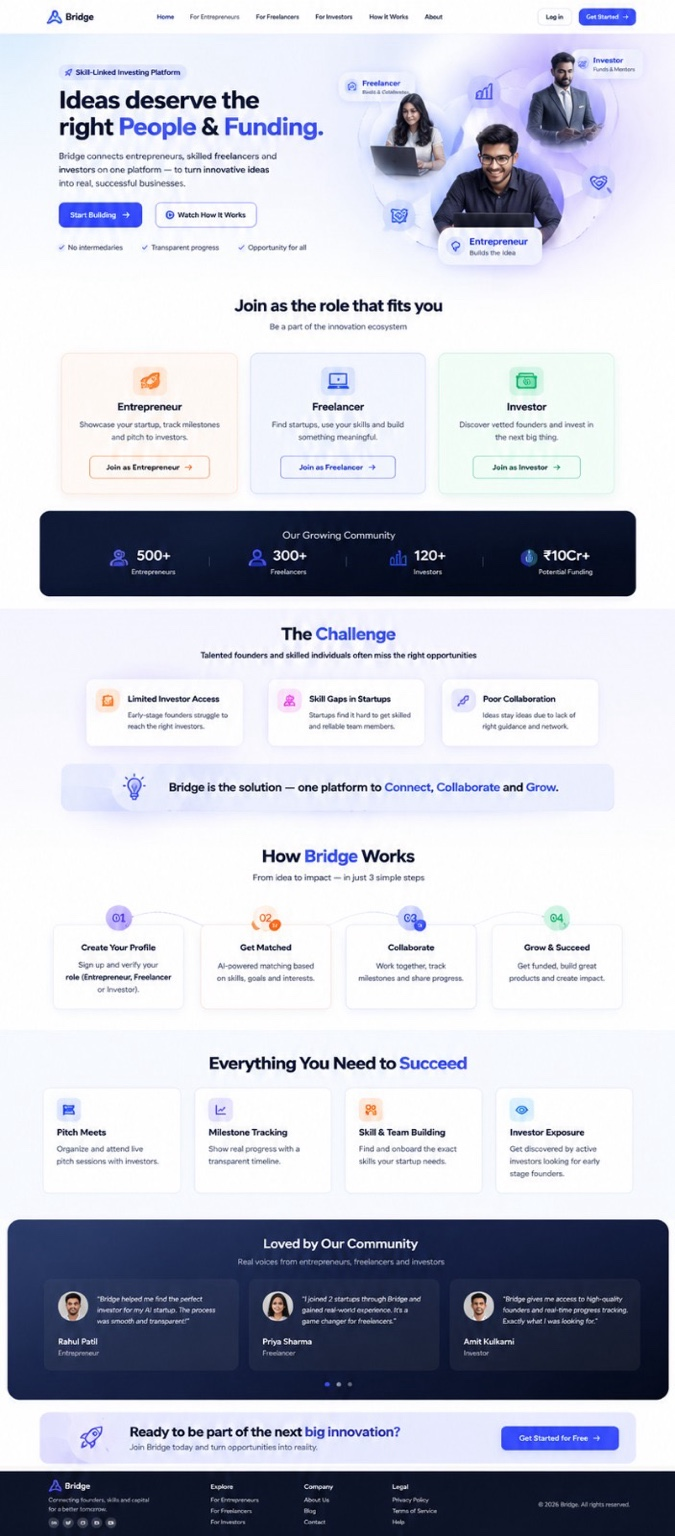 Bridge
Home
For Entrepreneurs
For Freelancers
For Investors
How it Works
About
Log in
Get Started →
Skill-Linked Investing Platform
Ideas deserve the
right People & Funding.
Bridge connects entrepreneurs, skilled freelancers and
investors on one platform — to turn innovative ideas
into real, successful businesses.
Start Building →
Watch How It Works
No intermedaries
Transparent progress
Opportunity for all
Freelancer
Investor
Funds & Mentors
Entrepreneur
Builds the Idea
Join as the role that fits you
Be a part of the innovation ecosystem
Entrepreneur
Showcase your startup, track milestones
and pitch to investors.
Join as Entrepreneur →
Freelancer
Find startups, use your skills and build
something meaningful.
Join as Freelancer →
Investor
Discover vetted founders and invest in
the next big thing.
Join as Investor →
Our Growing Community
500+
Entrepreneurs
300+
Freelancers
120+
Investors
₹10Cr+
Potential Funding
The Challenge
Talented founders and skilled individuals often miss the right opportunities
Limited Investor Access
Early-stage founders struggle to
reach the right investors.
Skill Gaps in Startups
Startups find it hard to get skilled
and reliable team members.
Poor Collaboration
Ideas stay ideas due to lack of
right guidance and network.
Bridge is the solution — one platform to Connect, Collaborate and Grow.
How Bridge Works
From idea to impact — in just 3 simple steps
01
Create Your Profile
Sign up and verify your
role (Entrepreneur, Freelancer
or Investor).
02
Get Matched
AI-powered matching based
on skills, goals and interests.
03
Collaborate
Work together, track
milestones and share progress.
04
Grow & Succeed
Get funded, build great
products and create impact.
Everything You Need to Succeed
Pitch Meets
Organize and attend live
pitch sessions with investors.
Milestone Tracking
Show real progress with a
transparent timeline.
Skill & Team Building
Find and onboard the exact
skills your startup needs.
Investor Exposure
Get discovered by active
investors looking for early
stage founders.
Loved by Our Community
Real voices from entrepreneurs, freelancers and investors
"Bridge helped me find the perfect
investor for my AI startup. The process
was smooth and transparent!"
Rahul Patil
Entrepreneur
"I joined 2 startups through Bridge and
gained real-world experience. It's a
game changer for freelancers."
Priya Sharma
Freelancer
"Bridge gives me access to high-quality
founders and real-time progress tracking.
Exactly what I was looking for."
Amit Kulkarni
Investor
Ready to be part of the next big innovation?
Join Bridge today and turn opportunities into reality.
Get Started for Free →
Bridge
Connecting founders, skills and capital
for a better tomorrow.
Explore
For Entrepreneurs
For Freelancers
For Investors
Company
About Us
Blog
Contact
Legal
Privacy Policy
Terms of Service
Help
© 2026 Bridge. All rights reserved.